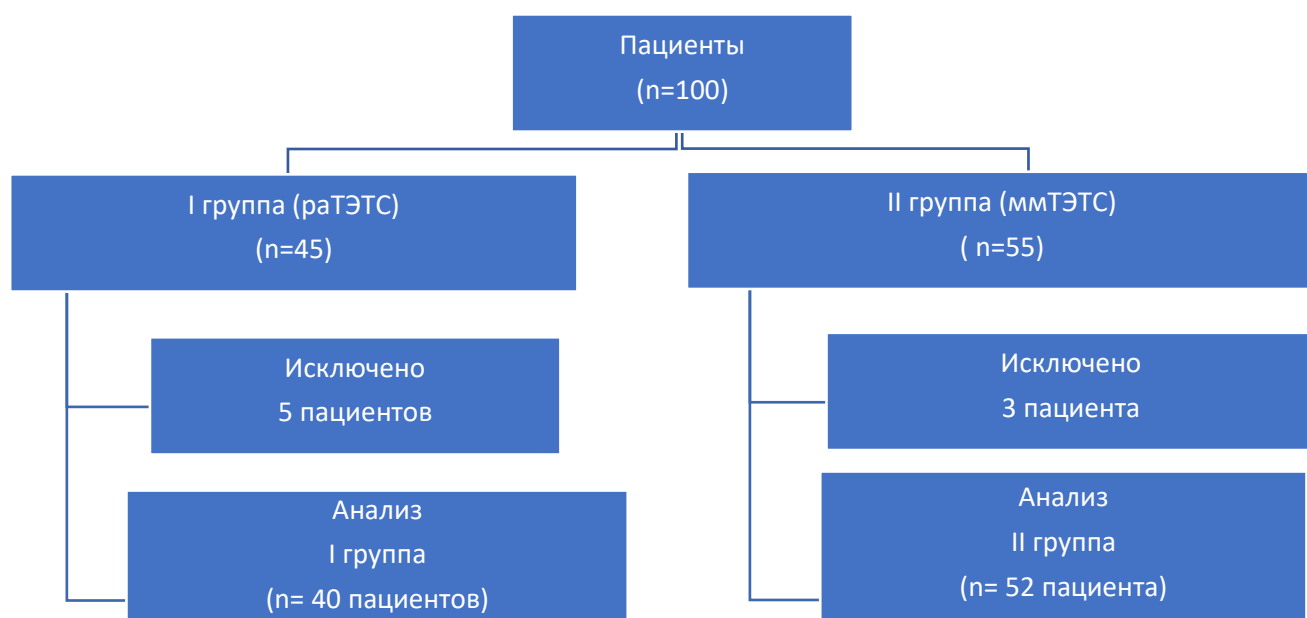 Пациенты
(n=100)
I группа (раТЭТС)
(n=45)
II группа (ммТЭТС)
( n=55)
Исключено
5 пациентов
Исключено
3 пациента
Анализ
I группа
(n= 40 пациентов)
Анализ
II группа
(n= 52 пациента)